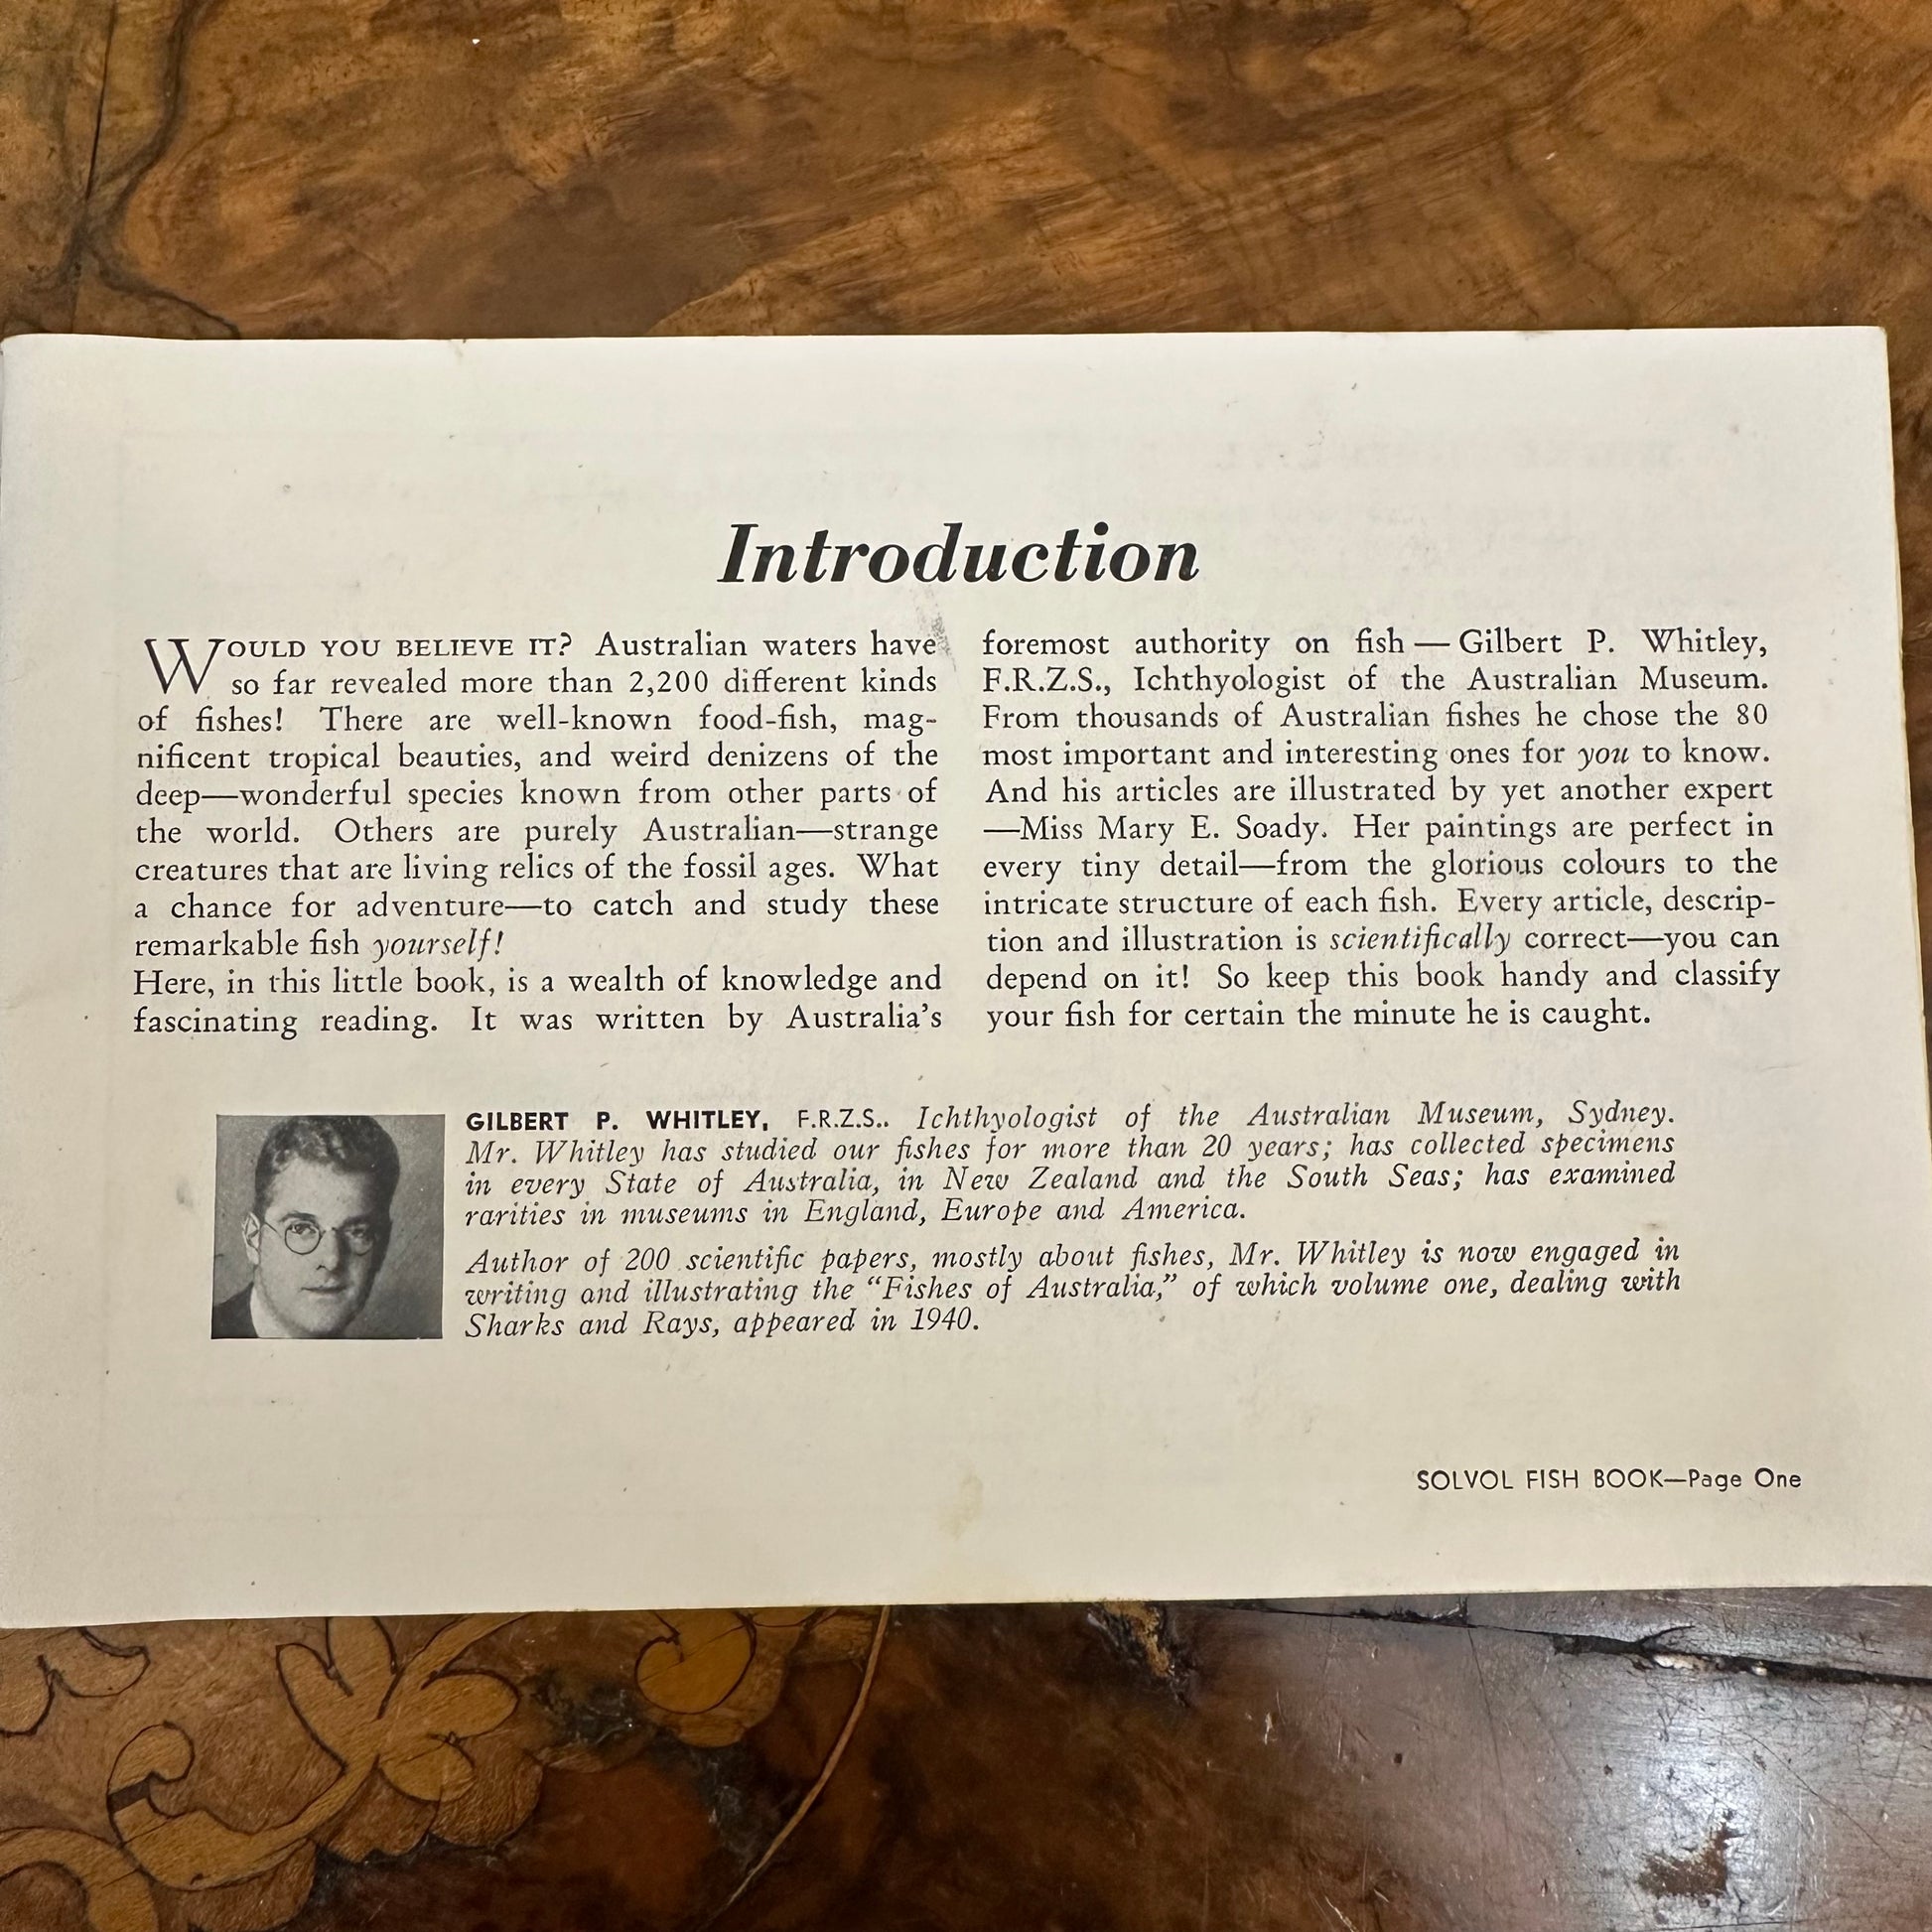 Introduction
WOULD YOU BELIEVE IT? Australian waters have
so far revealed more than 2,200 different kinds
of fishes! There are well-known food-fish, mag-
nificent tropical beauties, and weird denizens of the
deep—wonderful species known from other parts of
the world. Others are purely Australian—strange
creatures that are living relics of the fossil ages. What
a chance for adventure—to catch and study these
remarkable fish yourself!
Here, in this little book, is a wealth of knowledge and
fascinating reading. It was written by Australia's
foremost authority on fish — Gilbert P. Whitley,
F.R.Z.S., Ichthyologist of the Australian Museum.
From thousands of Australian fishes he chose the 80
most important and interesting ones for you to know.
And his articles are illustrated by yet another expert
—Miss Mary E. Soady. Her paintings are perfect in
every tiny detail—from the glorious colours to the
intricate structure of each fish. Every article, descrip-
tion and illustration is scientifically correct—you can
depend on it! So keep this book handy and classify
your fish for certain the minute he is caught.
GILBERT P. WHITLEY, F.R.Z.S.. Ichthyologist of the Australian Museum, Sydney.
Mr. Whitley has studied our fishes for more than 20 years; has collected specimens
in every State of Australia, in New Zealand and the South Seas; has examined
rarities in museums in England, Europe and America.
Author of 200 scientific papers, mostly about fishes, Mr. Whitley is now engaged in
writing and illustrating the "Fishes of Australia," of which volume one, dealing with
Sharks and Rays, appeared in 1940.
SOLVOL FISH BOOK—Page One